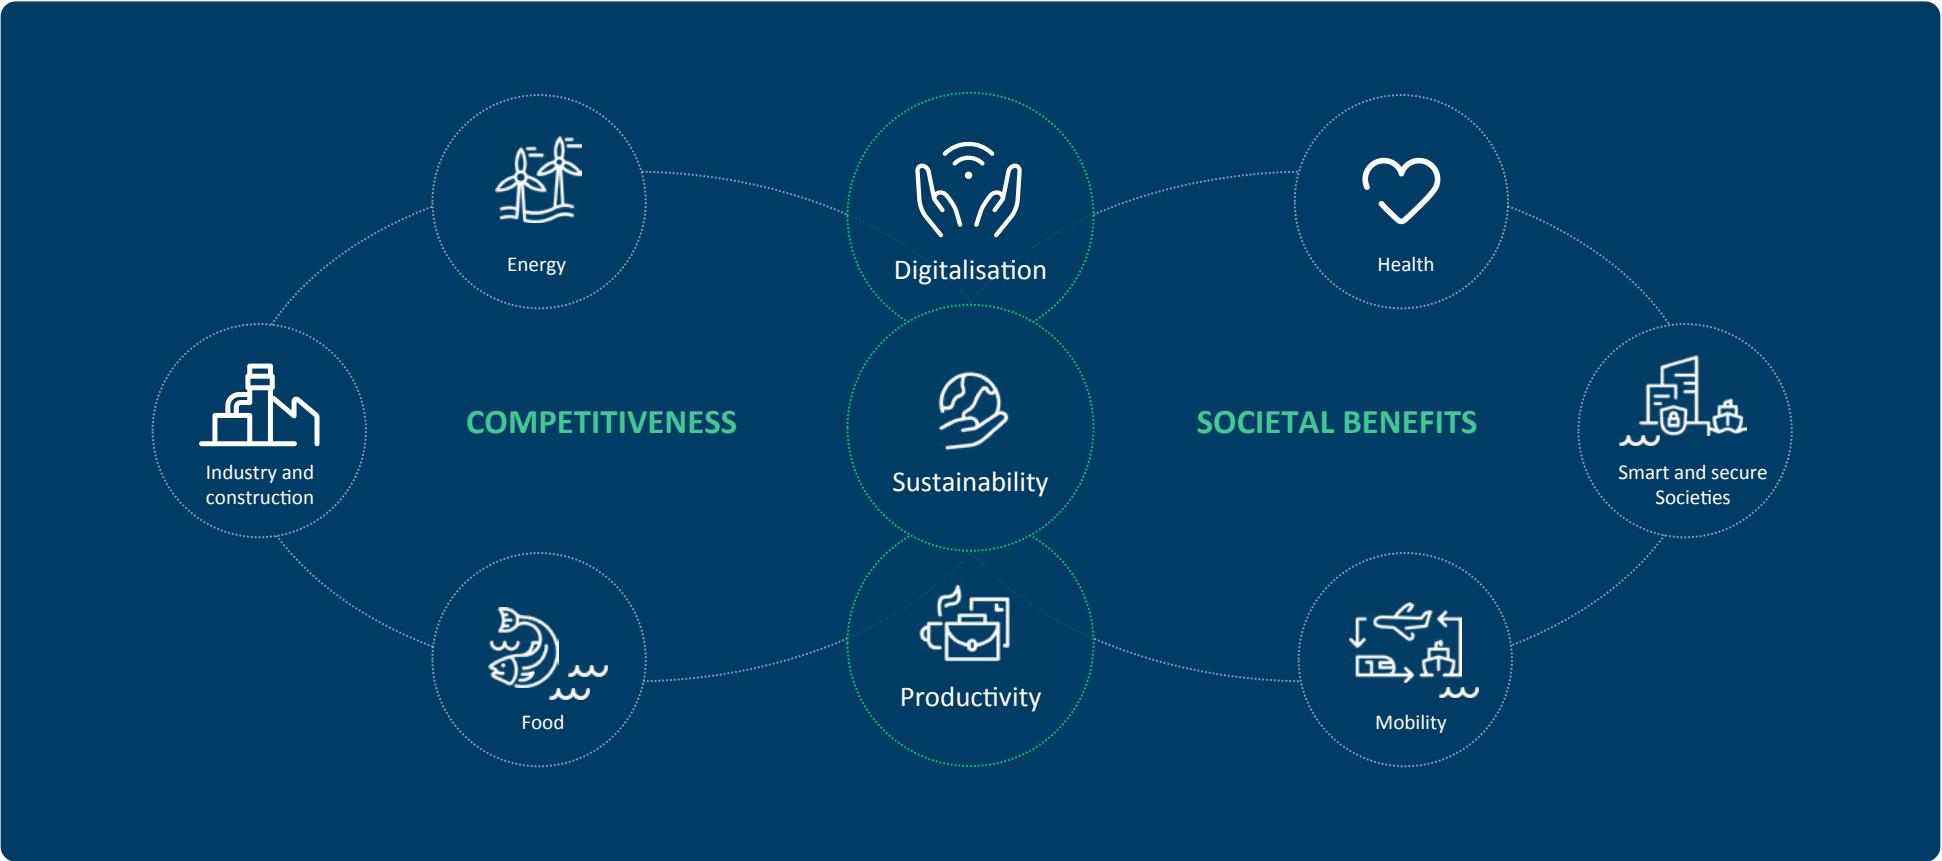 Energy
Digitalisation
Health
Industry and
construction
COMPETITIVENESS
Sustainability
SOCIETAL BENEFITS
Smart and secure
Societies
Food
Productivity
Mobility